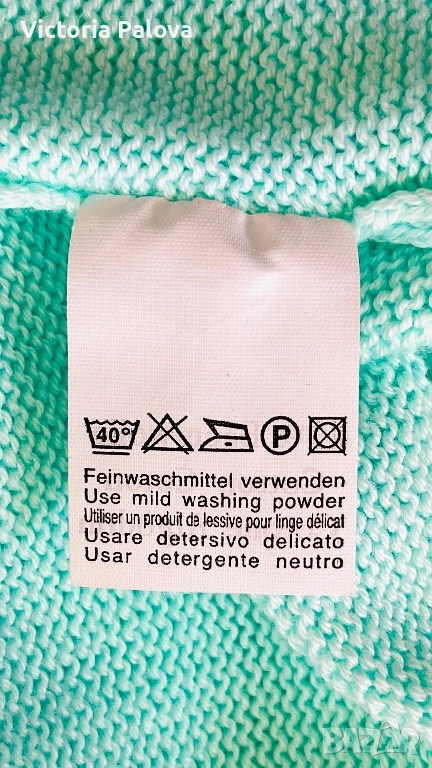 Victoria Palova
40°
P
Feinwaschmittel verwenden
Use mild washing powder
Utiliser un produit de lessive pour linge délicat
Usare detersivo delicato
Usar detergente neutro
BAZAR